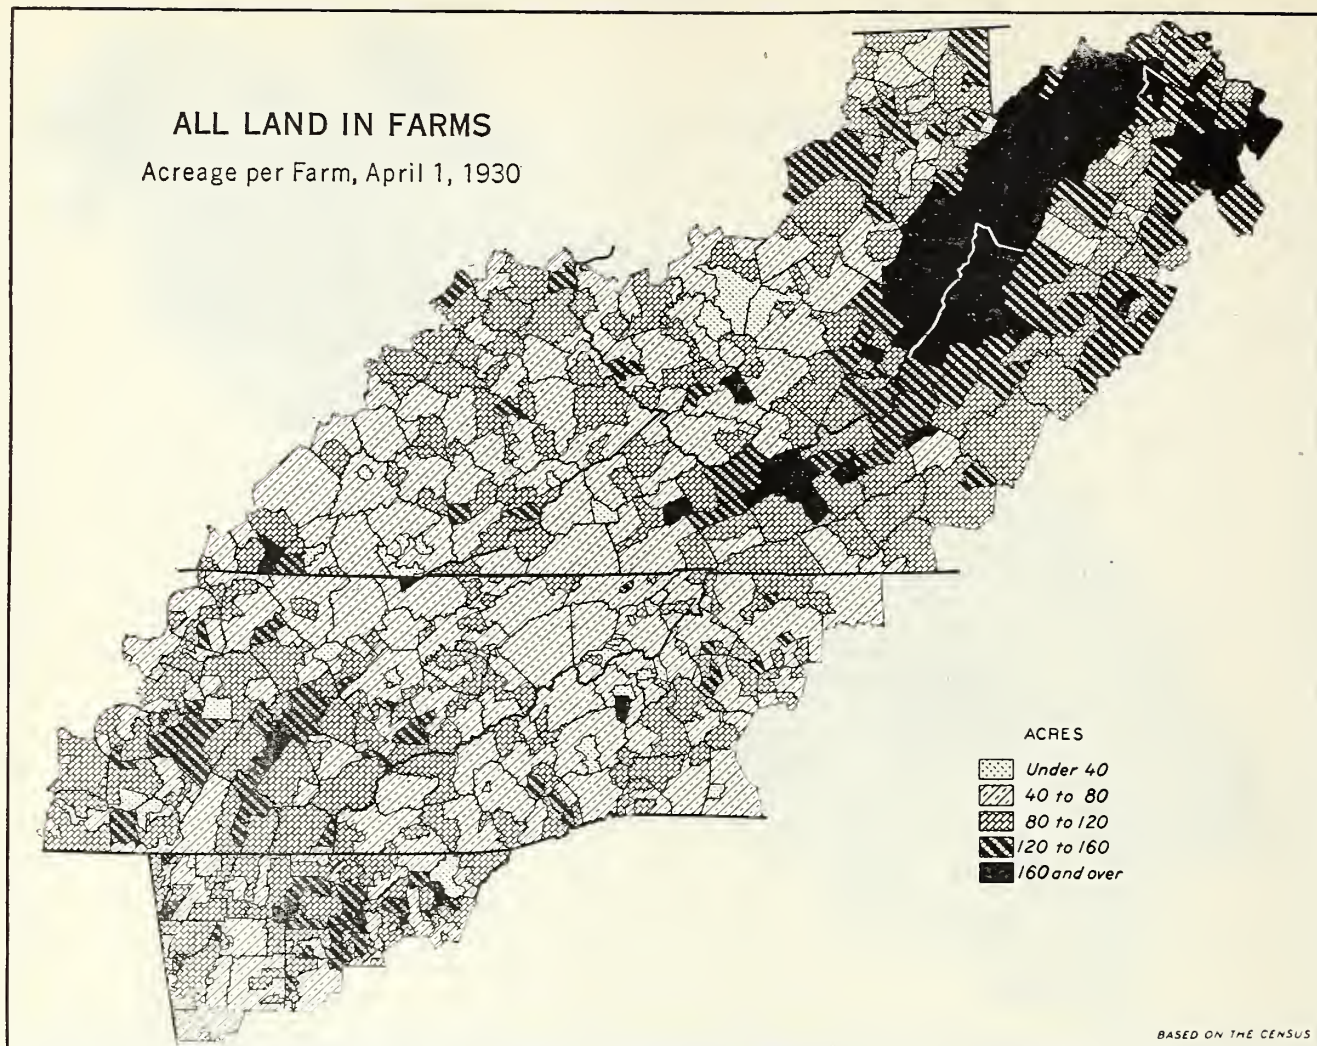 ALL LAND IN FARMS
Acreage per Farm, April 1, 1930
ACRES
Under 40
40 to 80
80 to 120
120 to 160
160 and over
BASED ON THE CENSUS